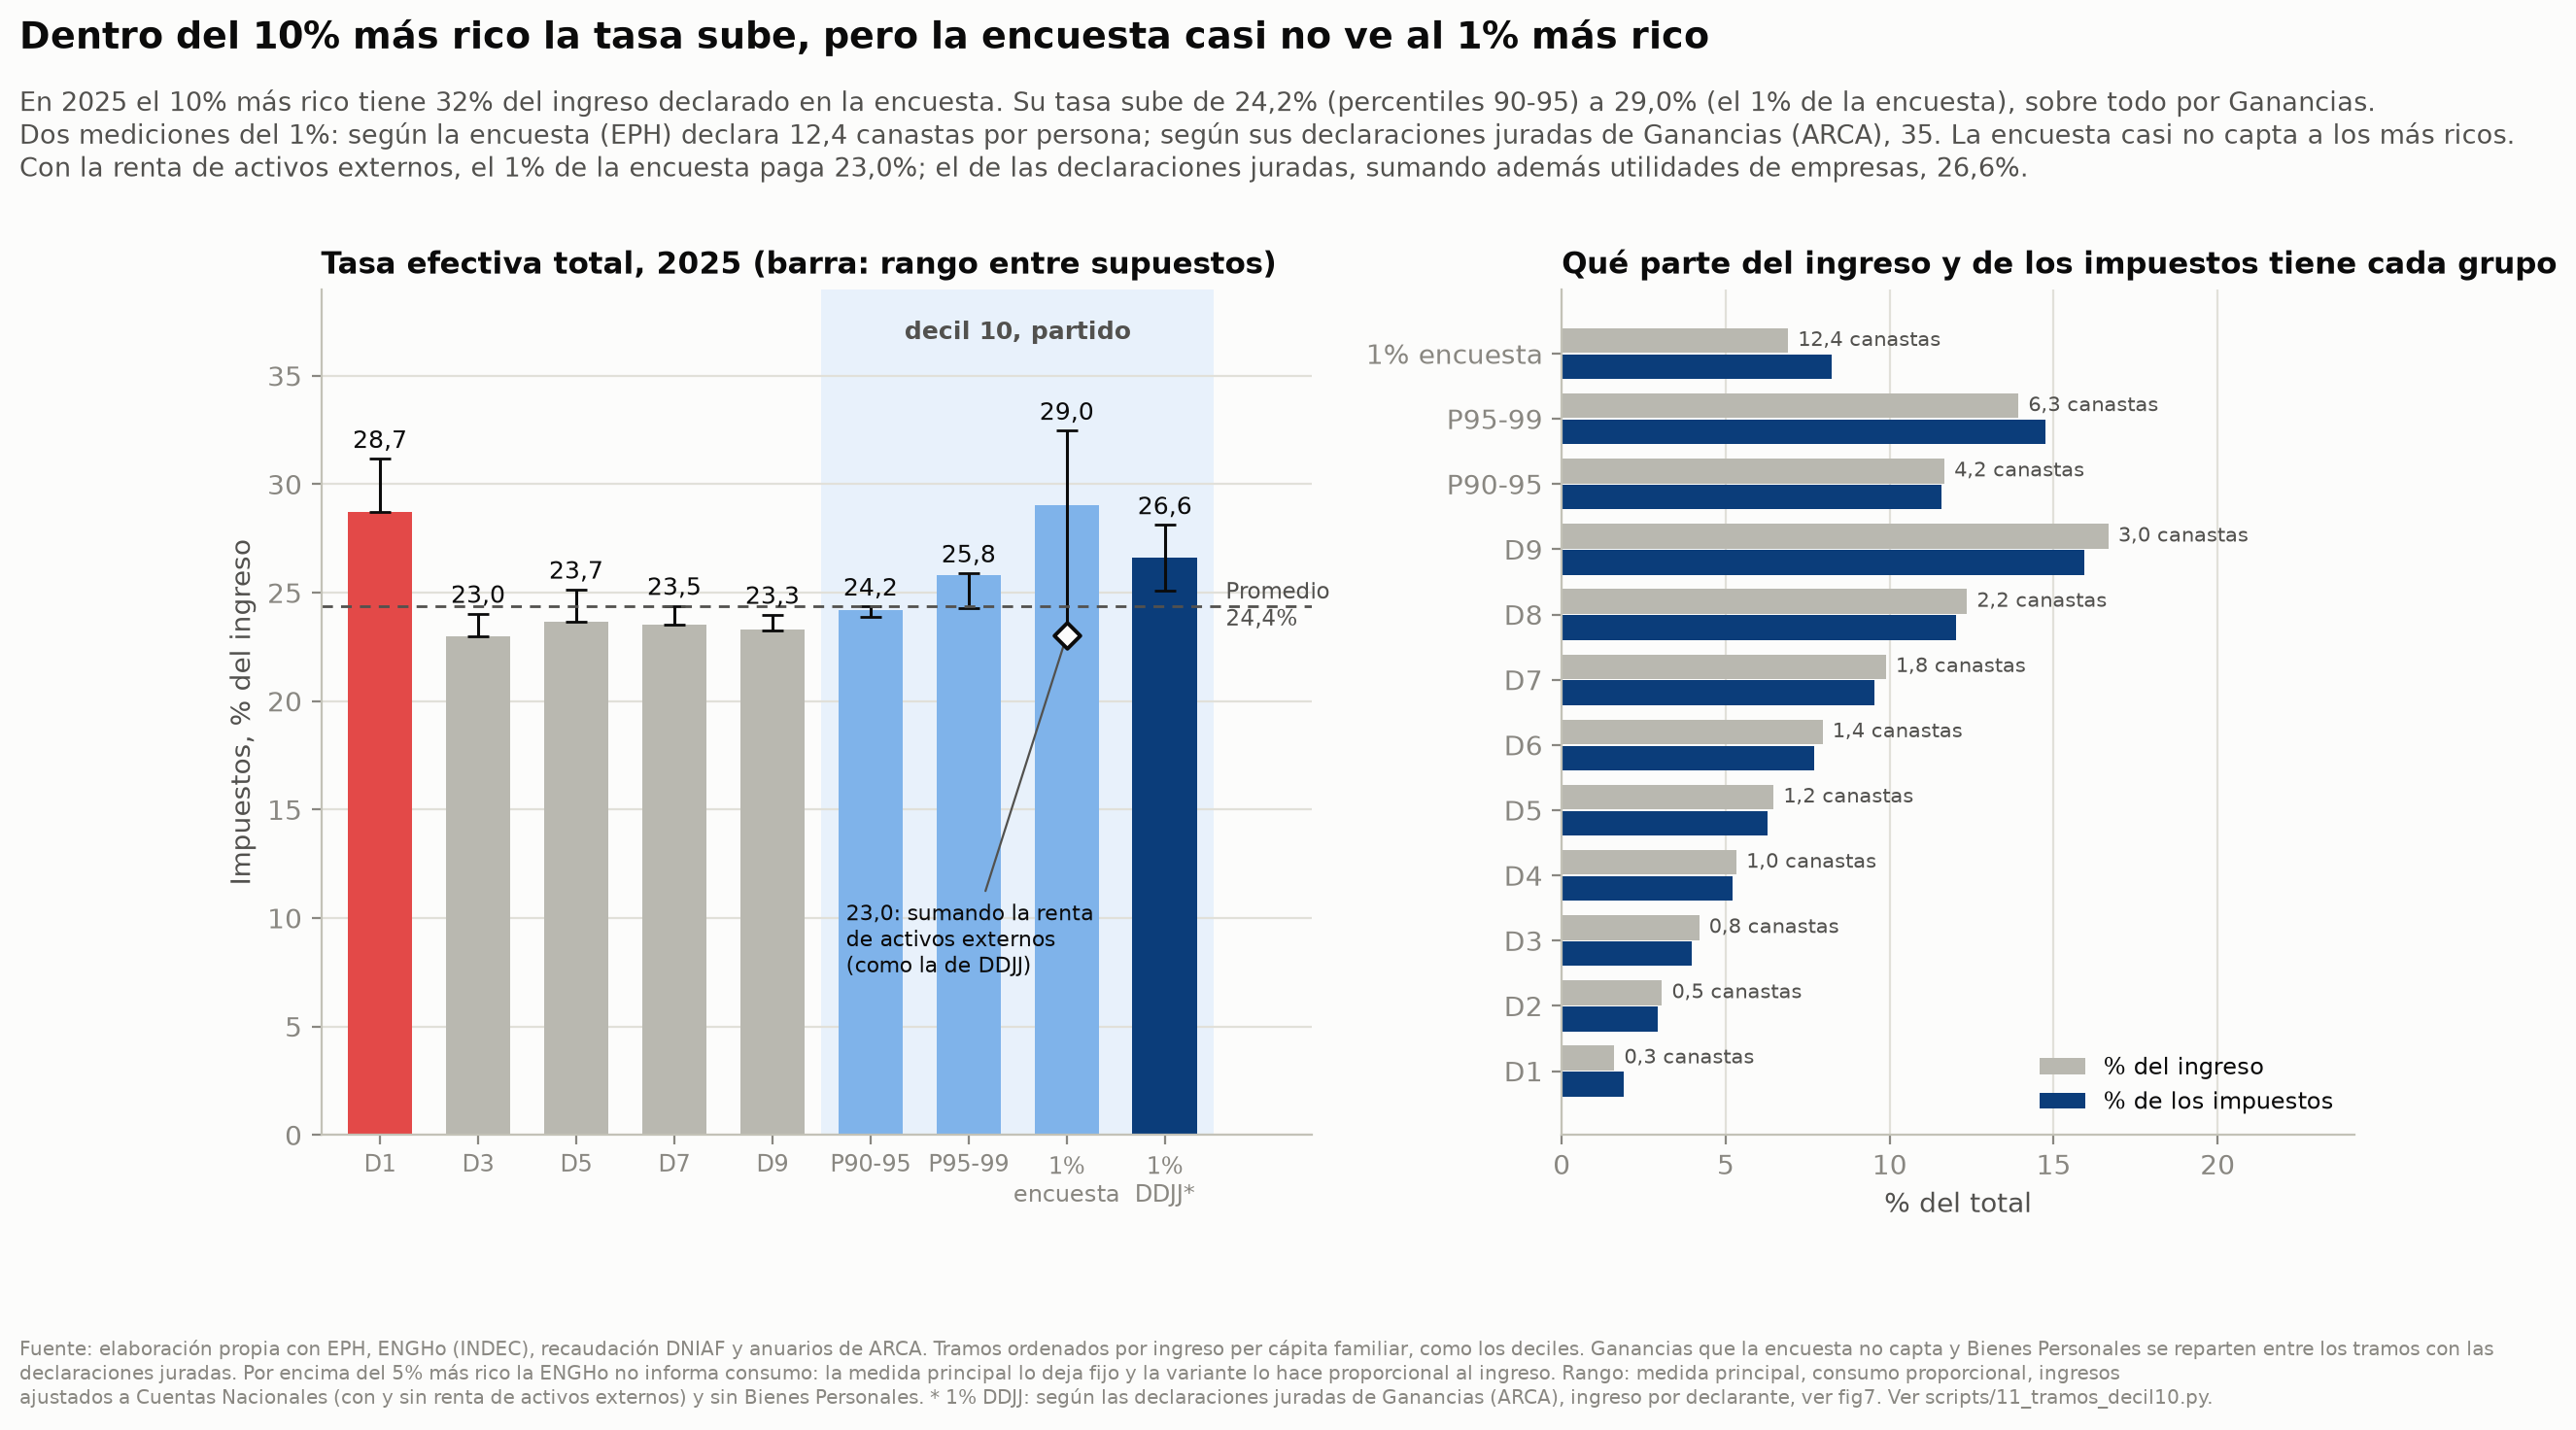 Dentro del 10% más rico la tasa sube, pero la encuesta casi no ve al 1% más rico
En 2025 el 10% más rico tiene 32% del ingreso declarado en la encuesta. Su tasa sube de 24,2% (percentiles 90-95) a 29,0% (el 1% de la encuesta), sobre todo por Ganancias.
Dos mediciones del 1%: según la encuesta (EPH) declara 12,4 canastas por persona; según sus declaraciones juradas de Ganancias (ARCA), 35. La encuesta casi no capta a los más ricos.
Con la renta de activos externos, el 1% de la encuesta paga 23,0%; el de las declaraciones juradas, sumando además utilidades de empresas, 26,6%.
Tasa efectiva total, 2025 (barra: rango entre supuestos)
decil 10, partido
Impuestos, % del ingreso
35
30
25
20
15
10
5
0
28,7
23,0
23,7
23,5
23,3
24,2
25,8
29,0
26,6
Promedio
24,4%
23,0: sumando la renta
de activos externos
(como la de DDJJ)
D1
D3
D5
D7
D9
P90-95
P95-99
1%
encuesta
1%
DDJJ*
Qué parte del ingreso y de los impuestos tiene cada grupo
1% encuesta
12,4 canastas
P95-99
6,3 canastas
P90-95
4,2 canastas
D9
3,0 canastas
D8
2,2 canastas
D7
1,8 canastas
D6
1,4 canastas
D5
1,2 canastas
D4
1,0 canastas
D3
0,8 canastas
D2
0,5 canastas
D1
0,3 canastas
% del ingreso
% de los impuestos
0
5
10
15
20
% del total
Fuente: elaboración propia con EPH, ENGHo (INDEC), recaudación DNIAF y anuarios de ARCA. Tramos ordenados por ingreso per cápita familiar, como los deciles. Ganancias que la encuesta no capta y Bienes Personales se reparten entre los tramos con las
declaraciones juradas. Por encima del 5% más rico la ENGHo no informa consumo: la medida principal lo deja fijo y la variante lo hace proporcional al ingreso. Rango: medida principal, consumo proporcional, ingresos
ajustados a Cuentas Nacionales (con y sin renta de activos externos) y sin Bienes Personales. * 1% DDJJ: según las declaraciones juradas de Ganancias (ARCA), ingreso por declarante, ver fig7. Ver scripts/11_tramos_decil10.py.